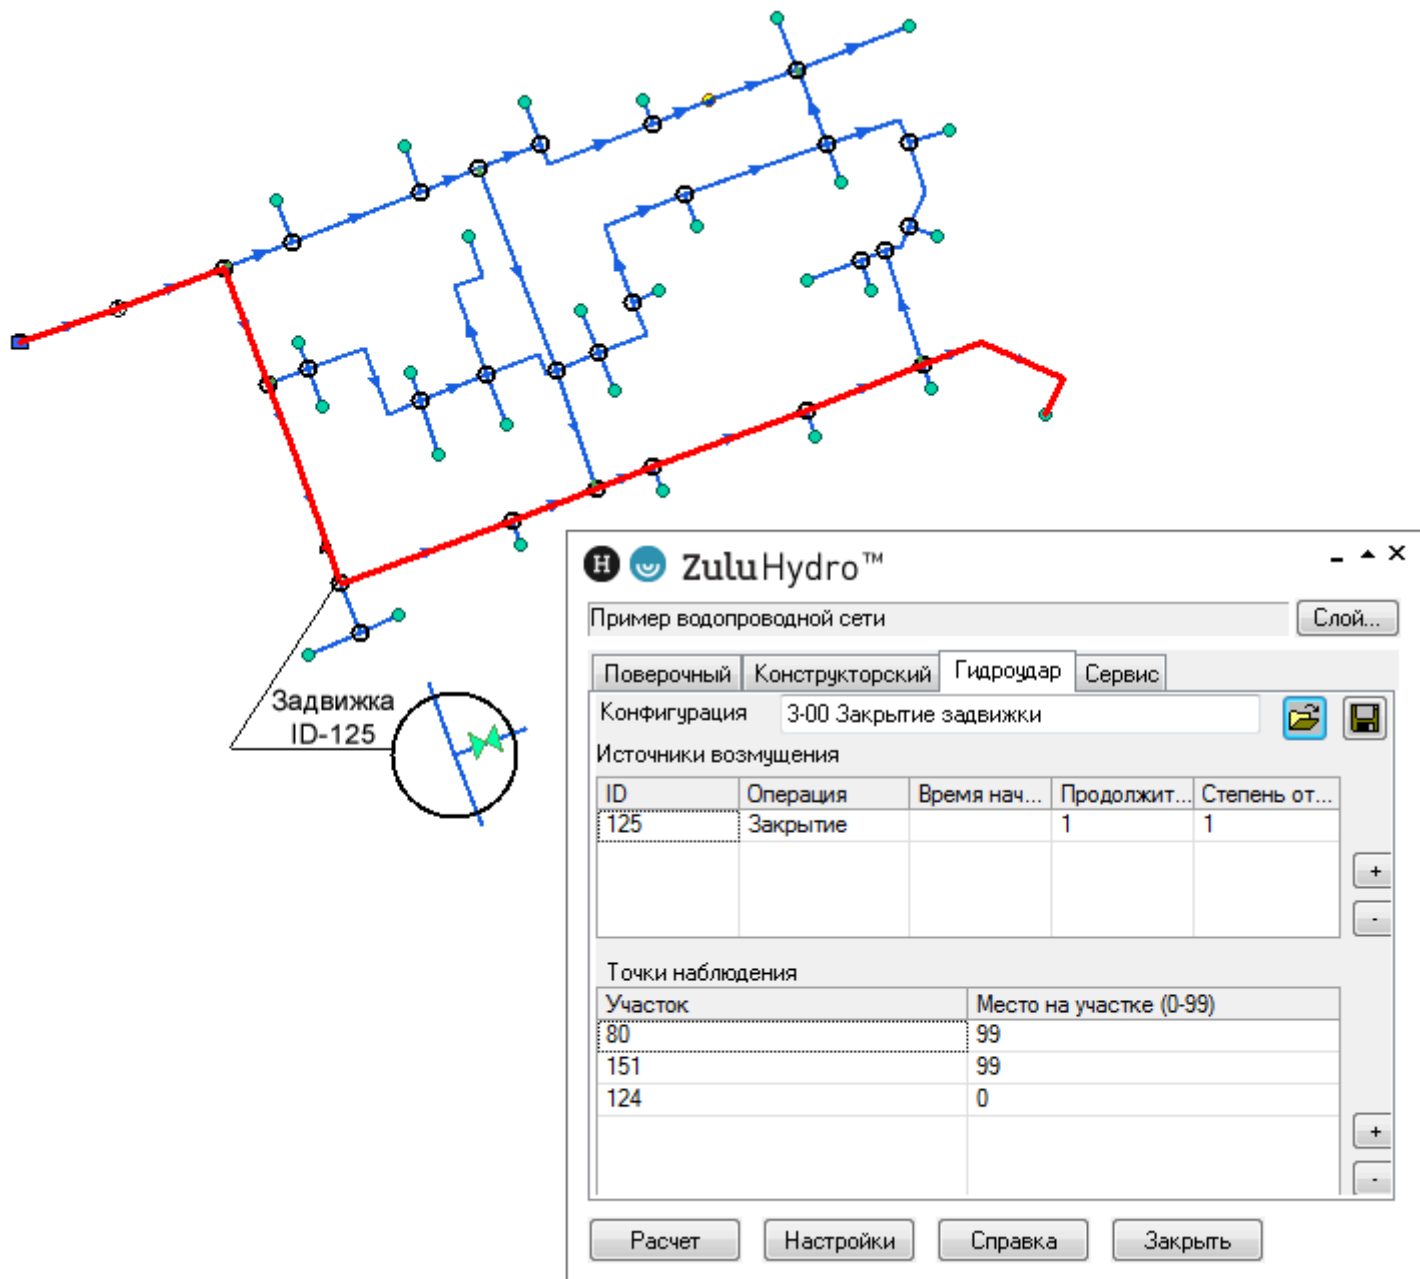 Задвижка
ID-125
H ZuluHydro™
Пример водопроводной сети
Слой...
Поверочный Конструкторский Гидроудар Сервис
Конфигурация 3-00 Закрытие задвижки
Источники возмущения
ID Операция Время нач... Продолжит... Степень от...
125 Закрытие 1 1
+
-
Точки наблюдения
Участок Место на участке (0-99)
80 99
151 99
124 0
+
-
Расчет Настройки Справка Закрыть